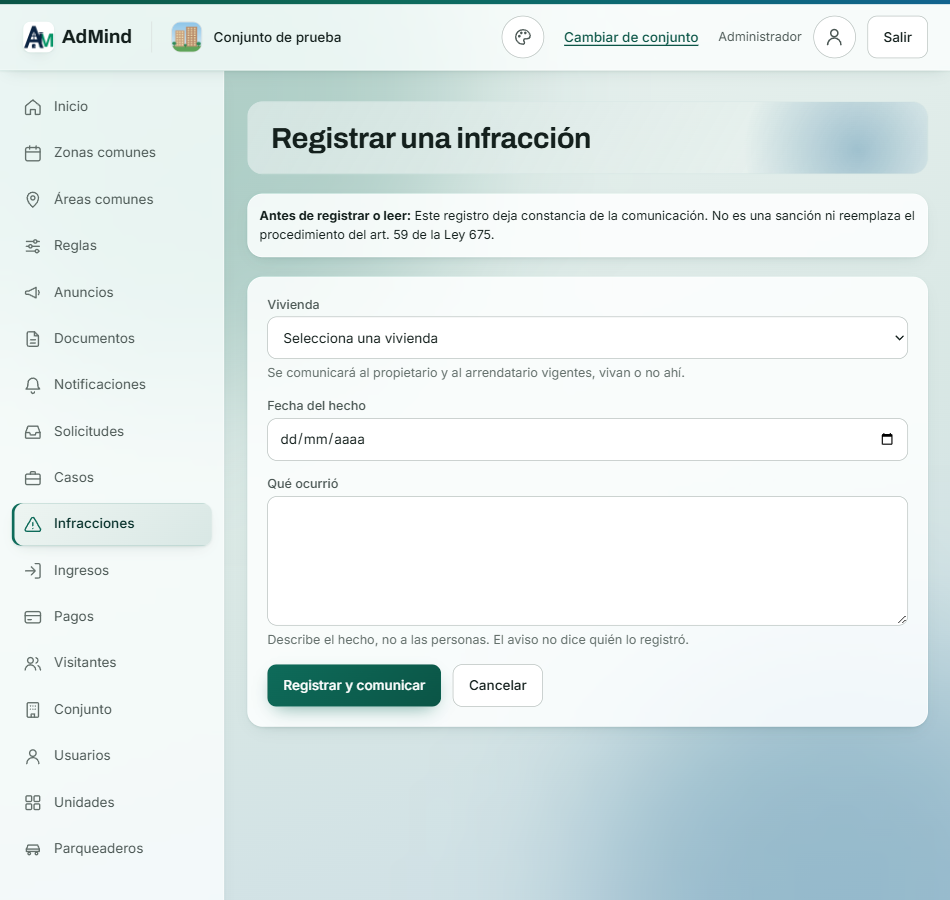 AM AdMind
Conjunto de prueba
Cambiar de conjunto
Administrador
Salir
Inicio
Zonas comunes
Áreas comunes
Reglas
Anuncios
Documentos
Notificaciones
Solicitudes
Casos
Infracciones
Ingresos
Pagos
Visitantes
Conjunto
Usuarios
Unidades
Parqueaderos
Registrar una infracción
Antes de registrar o leer: Este registro deja constancia de la comunicación. No es una sanción ni reemplaza el
procedimiento del art. 59 de la Ley 675.
Vivienda
Selecciona una vivienda
Se comunicará al propietario y al arrendatario vigentes, vivan o no ahí.
Fecha del hecho
dd/mm/aaaa
Qué ocurrió
Describe el hecho, no a las personas. El aviso no dice quién lo registró.
Registrar y comunicar
Cancelar